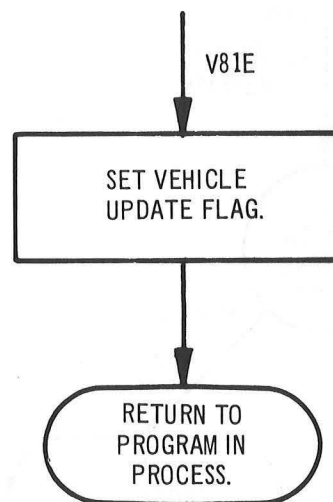 V81E
SET VEHICLE
UPDATE FLAG.
RETURN TO
PROGRAM IN
PROCESS.